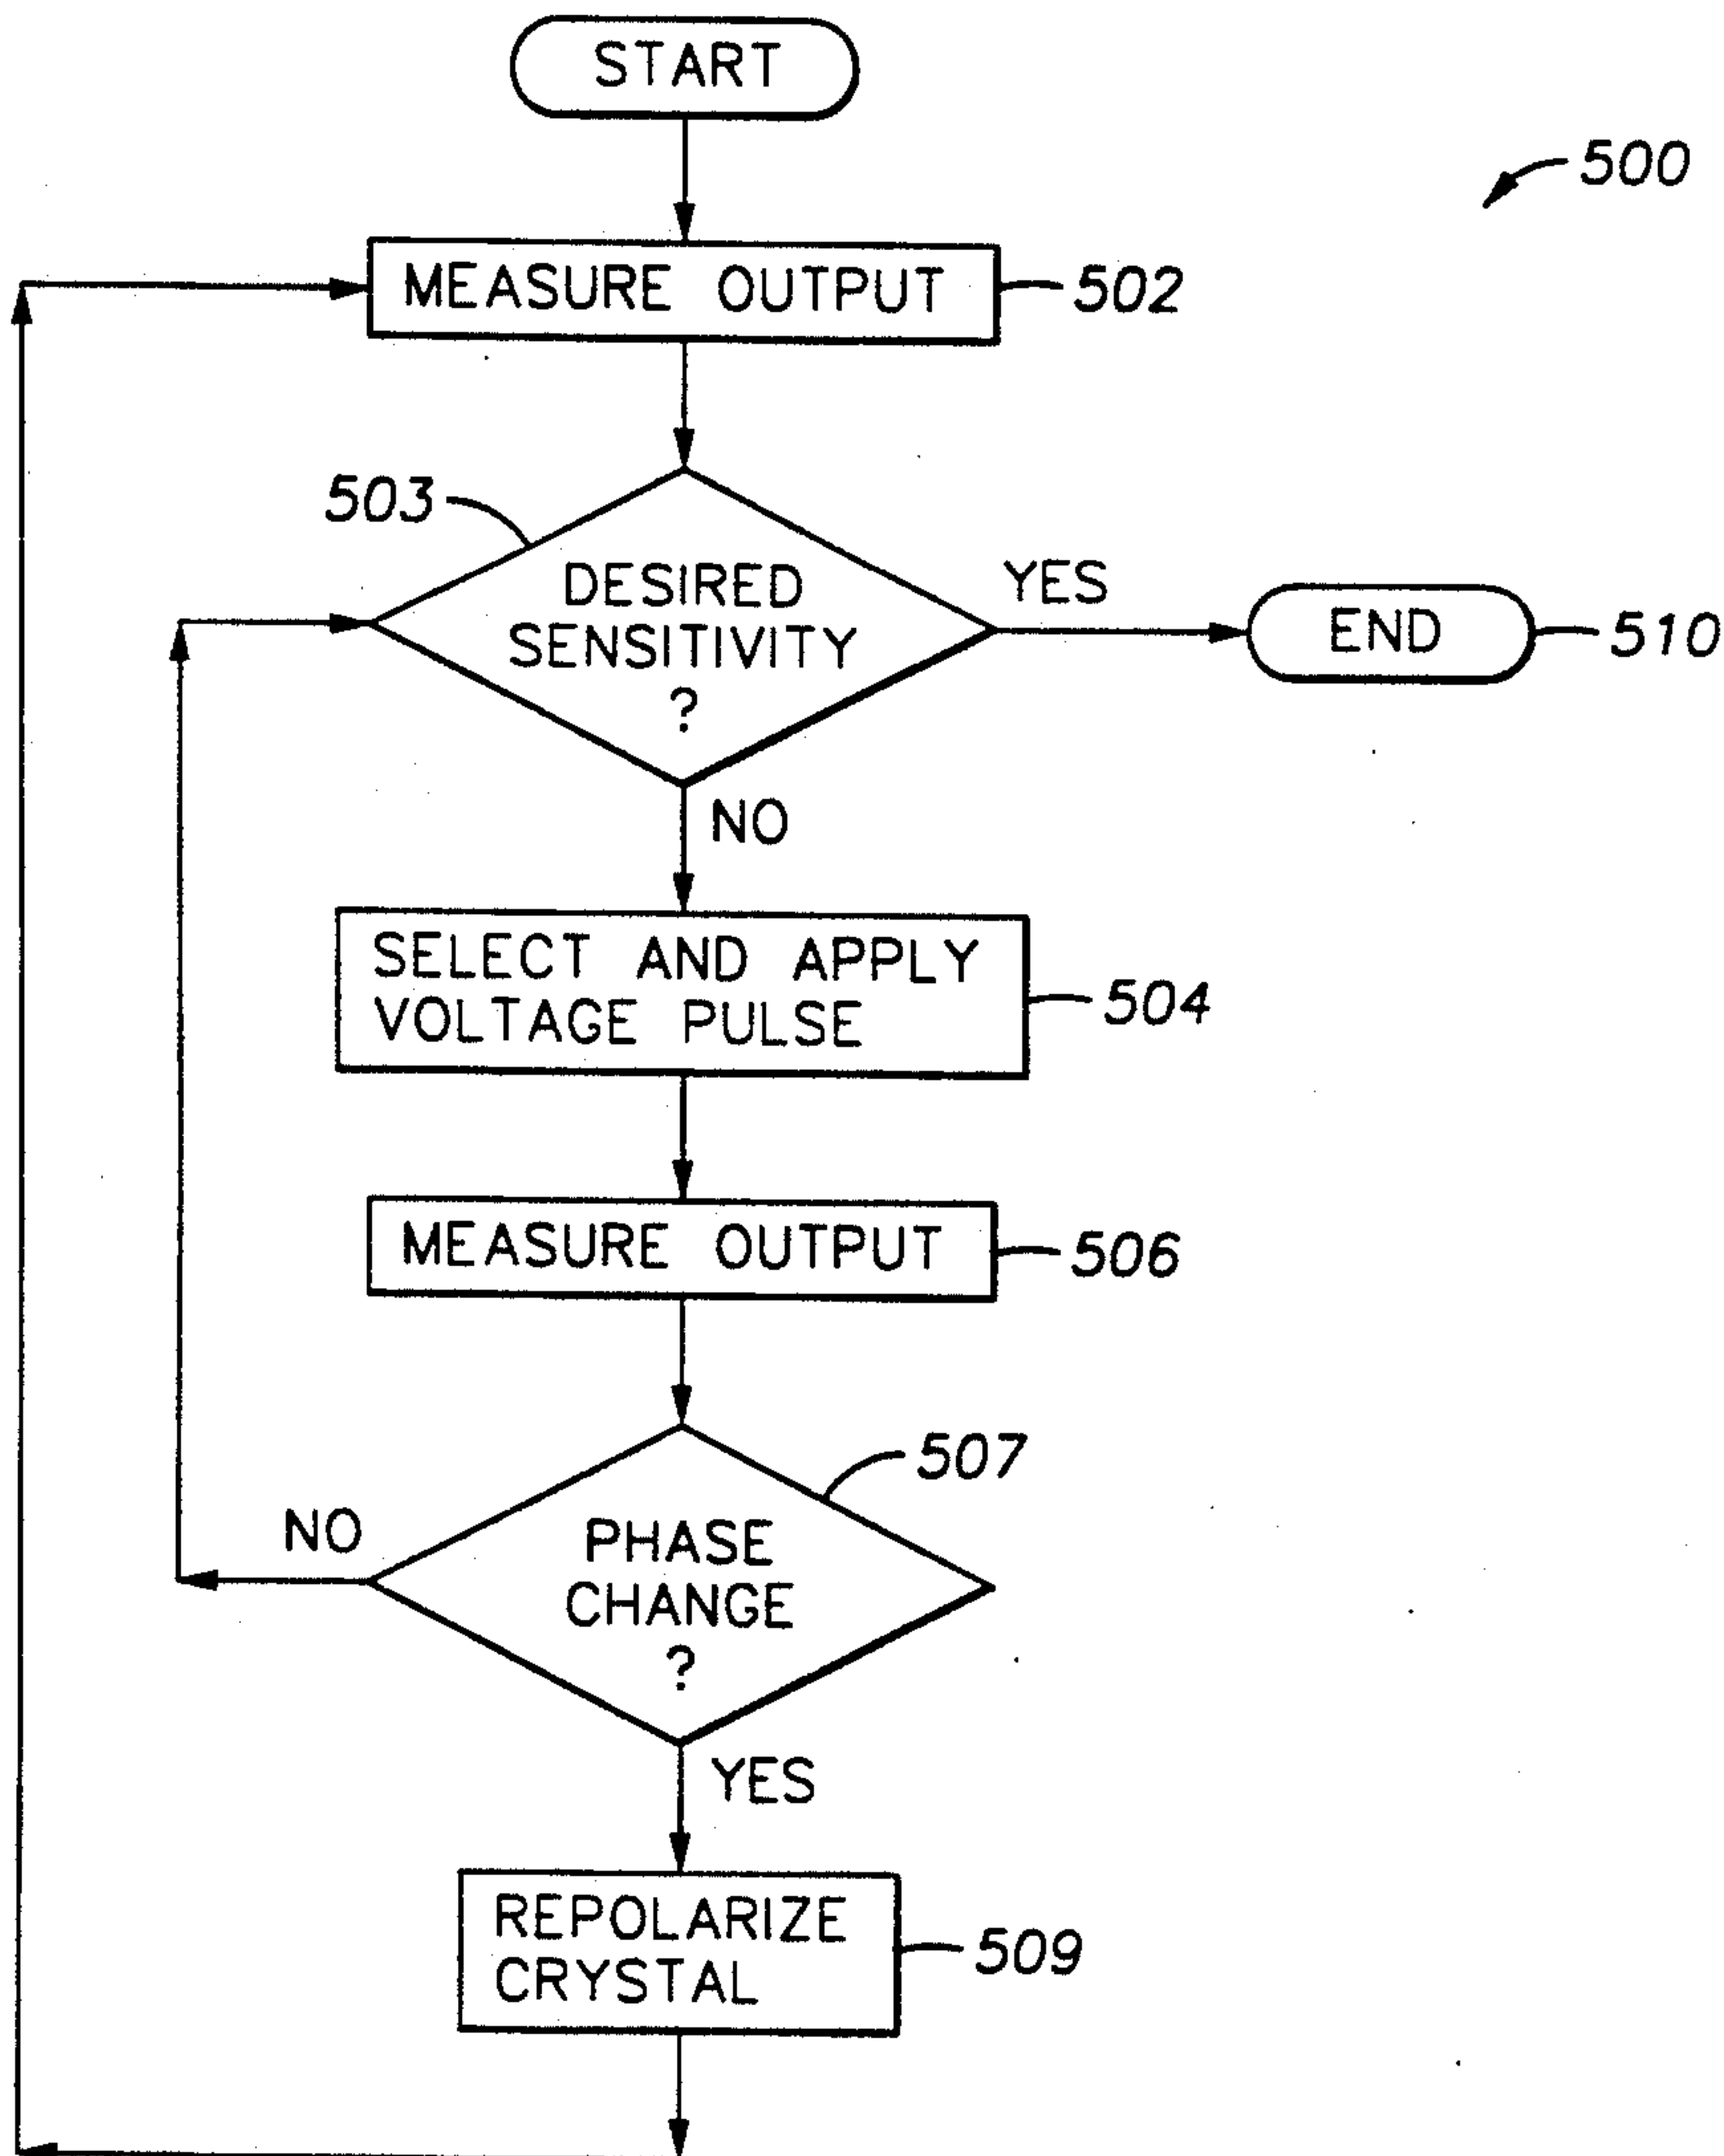 START
500
MEASURE OUTPUT
502
503
DESIRED
SENSITIVITY
?
YES
END
510
NO
SELECT AND APPLY
VOLTAGE PULSE
504
MEASURE OUTPUT
506
507
NO
PHASE
CHANGE
?
YES
REPOLARIZE
CRYSTAL
509